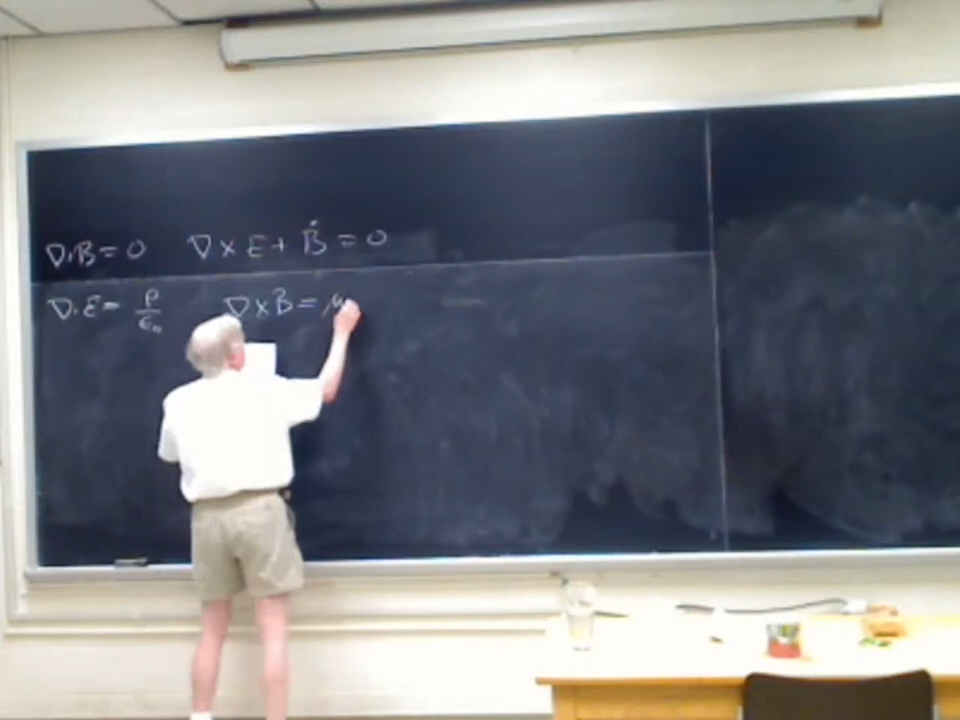 ∇·B = 0 ∇ × E + Ḃ = 0
∇·E = ρ/ε₀ ∇ × B = μ